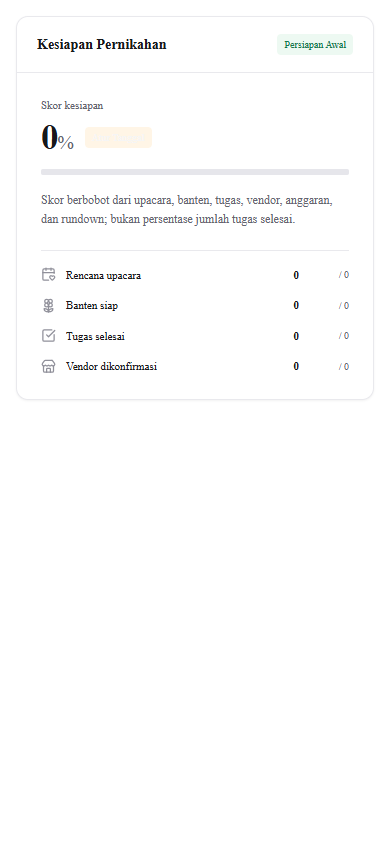 Kesiapan Pernikahan
Persiapan Awal
Skor kesiapan
0%
Skor berbobot dari upacara, banten, tugas, vendor, anggaran,
dan rundown; bukan persentase jumlah tugas selesai.
Rencana upacara 0 / 0
Banten siap 0 / 0
Tugas selesai 0 / 0
Vendor dikonfirmasi 0 / 0